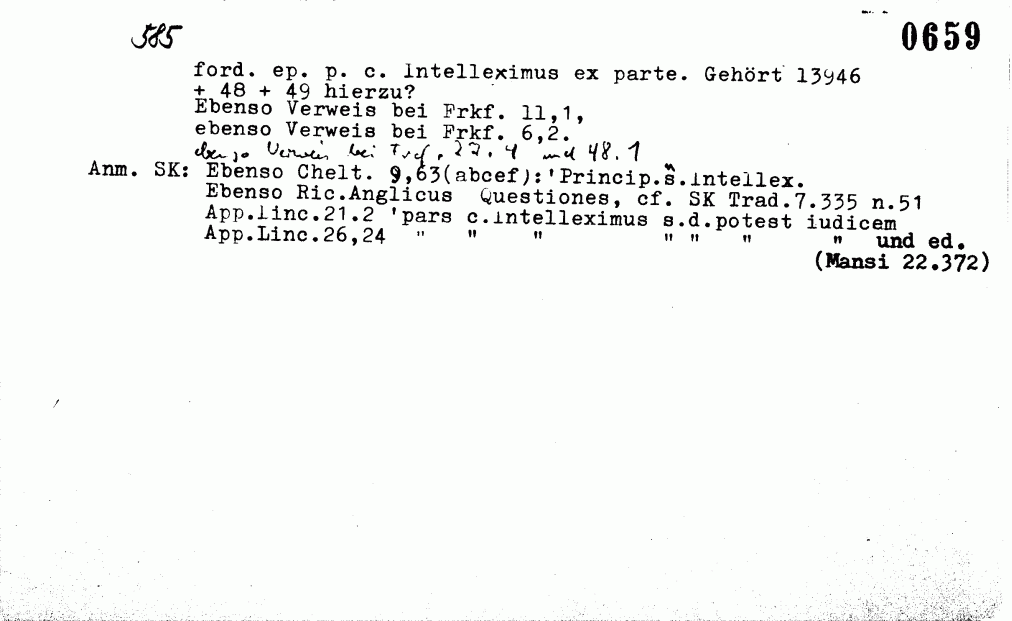 585
0659
ford. ep. p. c. Intelleximus ex parte. Gehört 13946
+ 48 + 49 hierzu?
Ebenso Verweis bei Frkf. 11,1,
ebenso Verweis bei Frkf. 6,2.
ebenso Verweis bei 27. 4 und 48.1
Anm. SK: Ebenso Chelt. 9,63(abcef):'Princip.s.Intellex.
Ebenso Ric.Anglicus Questiones, cf. SK Trad.7.335 n.51
App.Linc.21.2 'pars c.Intelleximus s.d.potest iudicem
App.Linc.26,24 " " " " " " " und ed.
(Mansi 22.372)